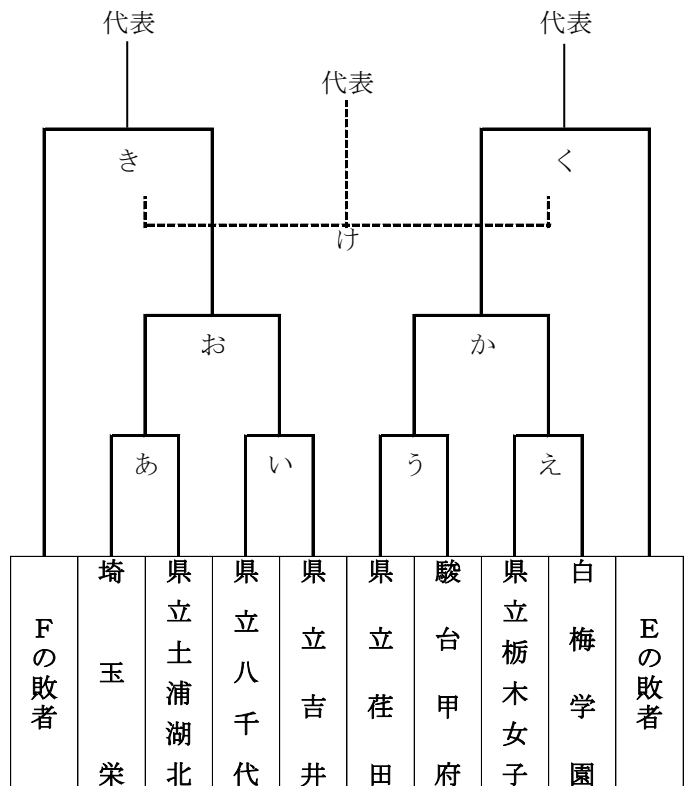 代表
代表
代表
き
く
け
お
か
あ
い
う
え
Fの敗者
埼玉栄
県立土浦湖北
県立八千代
県立吉井
県立荏田
駿台甲府
県立栃木女子
白梅学園
Eの敗者